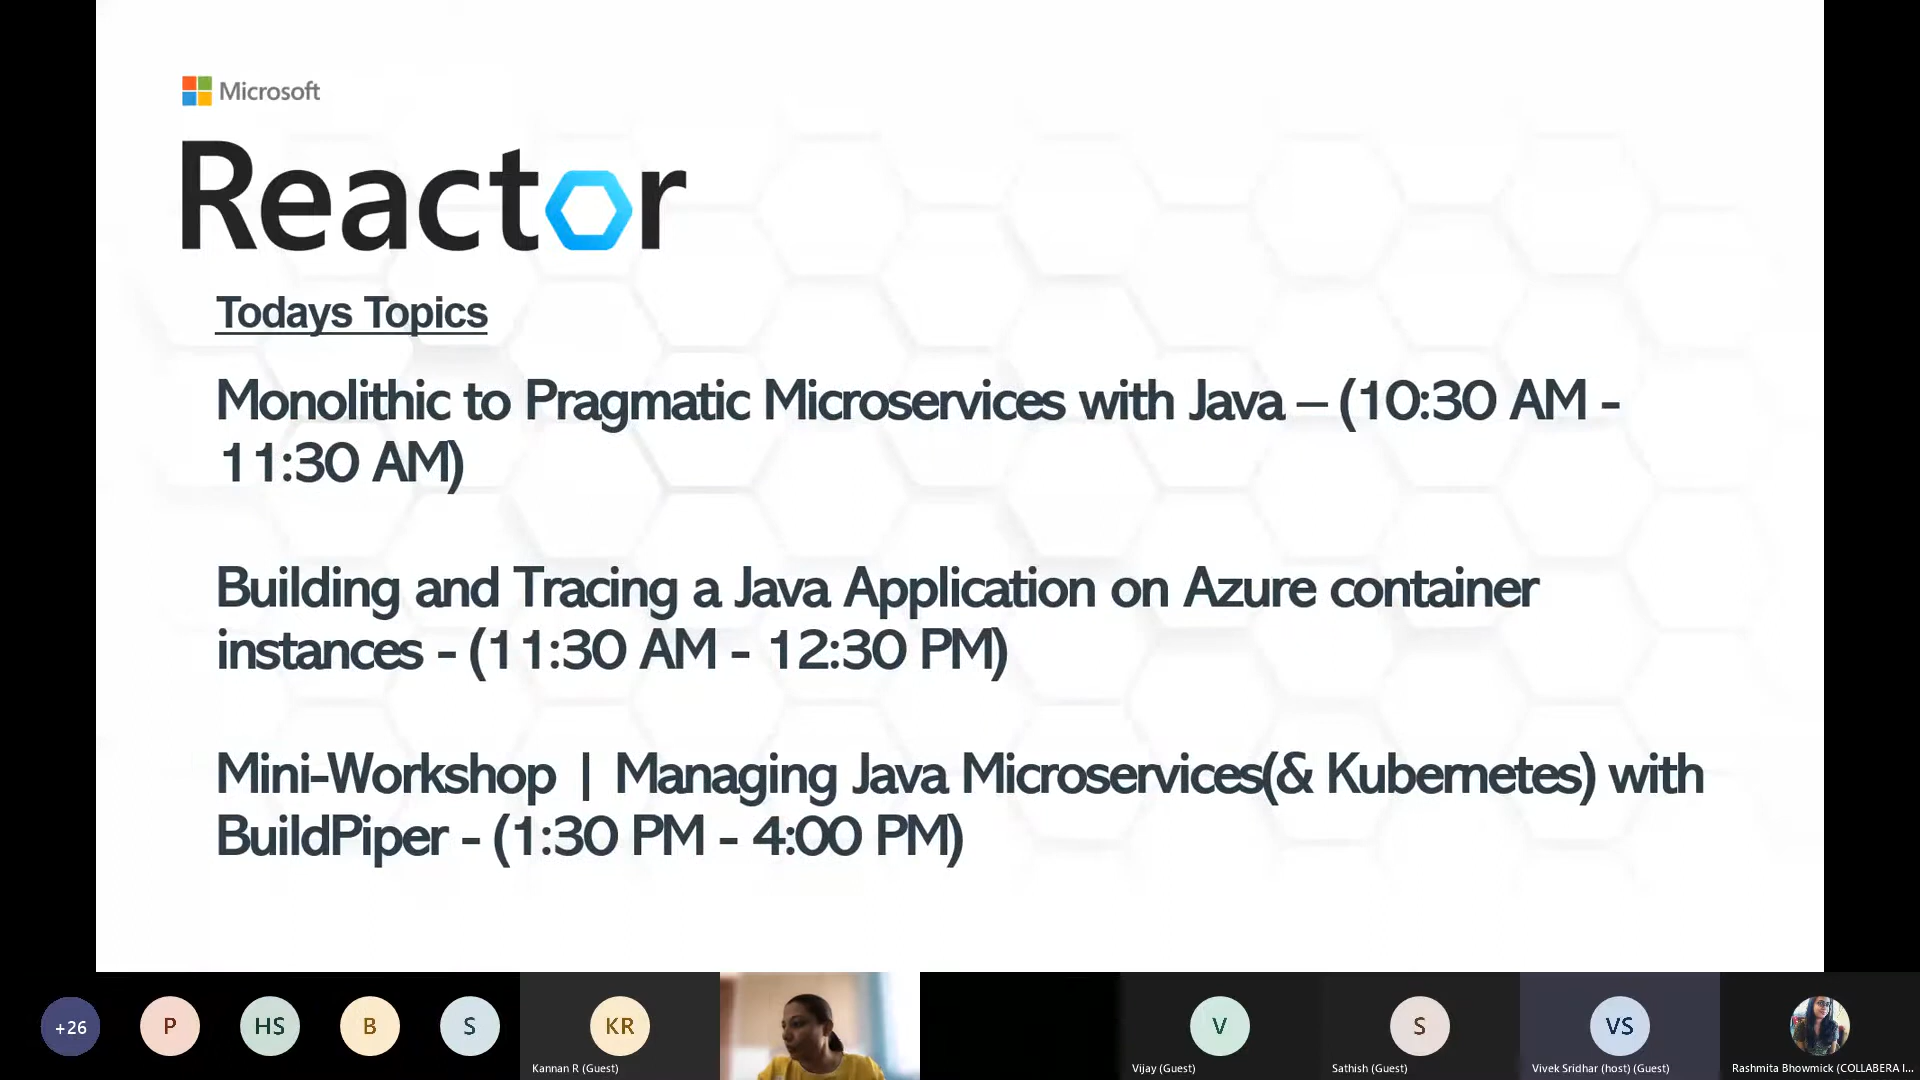 Microsoft
Reactor
Todays Topics
Monolithic to Pragmatic Microservices with Java – (10:30 AM -
11:30 AM)
Building and Tracing a Java Application on Azure container
instances - (11:30 AM - 12:30 PM)
Mini-Workshop | Managing Java Microservices(& Kubernetes) with
BuildPiper - (1:30 PM - 4:00 PM)
+26
P
HS
B
S
KR
V
S
VS
Kannan R (Guest)
Vijay (Guest)
Sathish (Guest)
Vivek Sridhar (host) (Guest)
Rashmita Bhowmick (COLLABERA I...